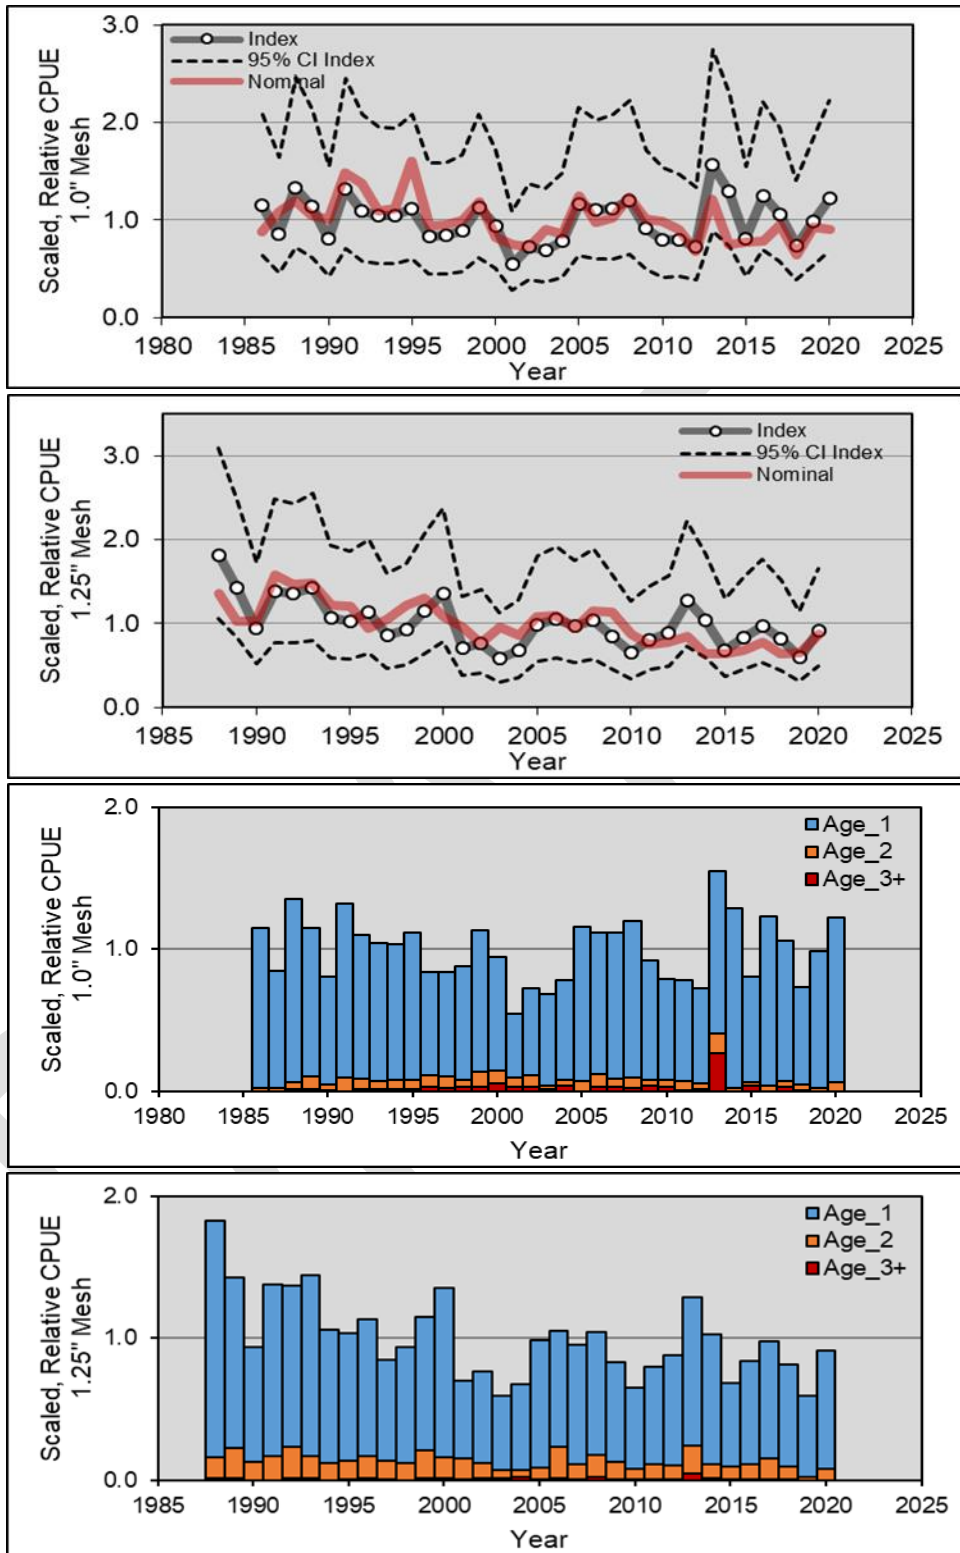 Scaled, Relative CPUE
1.0" Mesh
3.0
2.0
1.0
0.0
Index
95% CI Index
Nominal
1980 1985 1990 1995 2000 2005 2010 2015 2020 2025
Year
Scaled, Relative CPUE
1.25" Mesh
3.0
2.0
1.0
0.0
Index
95% CI Index
Nominal
1985 1990 1995 2000 2005 2010 2015 2020 2025
Year
Scaled, Relative CPUE
1.0" Mesh
2.0
1.0
0.0
Age_1
Age_2
Age_3+
1980 1985 1990 1995 2000 2005 2010 2015 2020 2025
Year
Scaled, Relative CPUE
1.25" Mesh
2.0
1.0
0.0
Age_1
Age_2
Age_3+
1985 1990 1995 2000 2005 2010 2015 2020 2025
Year